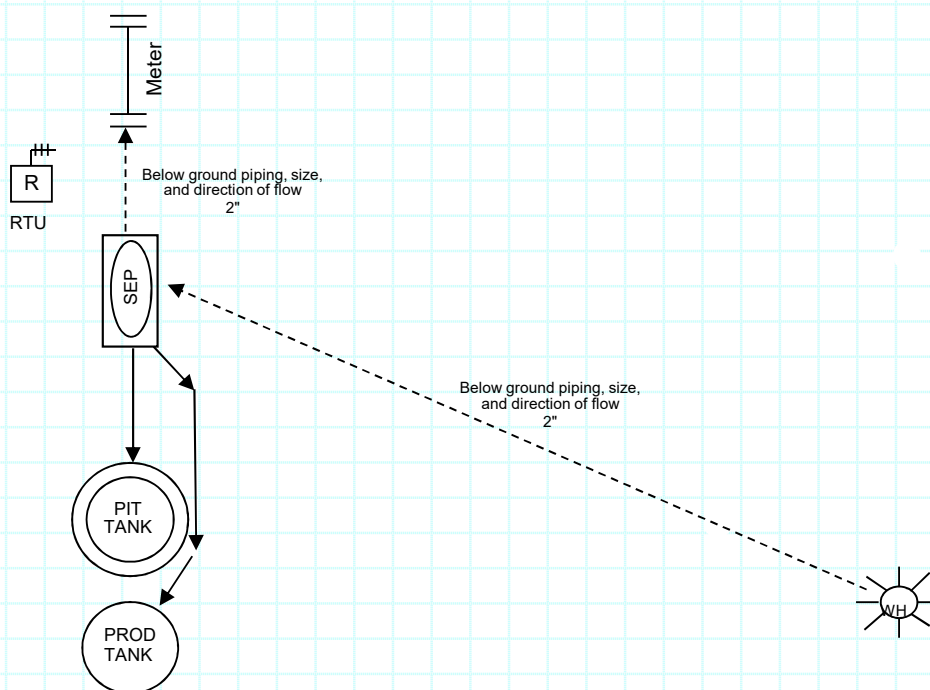 Meter
Below ground piping, size,
and direction of flow
2"
R
RTU
SEP
Below ground piping, size,
and direction of flow
2"
PIT
TANK
WH
PROD
TANK